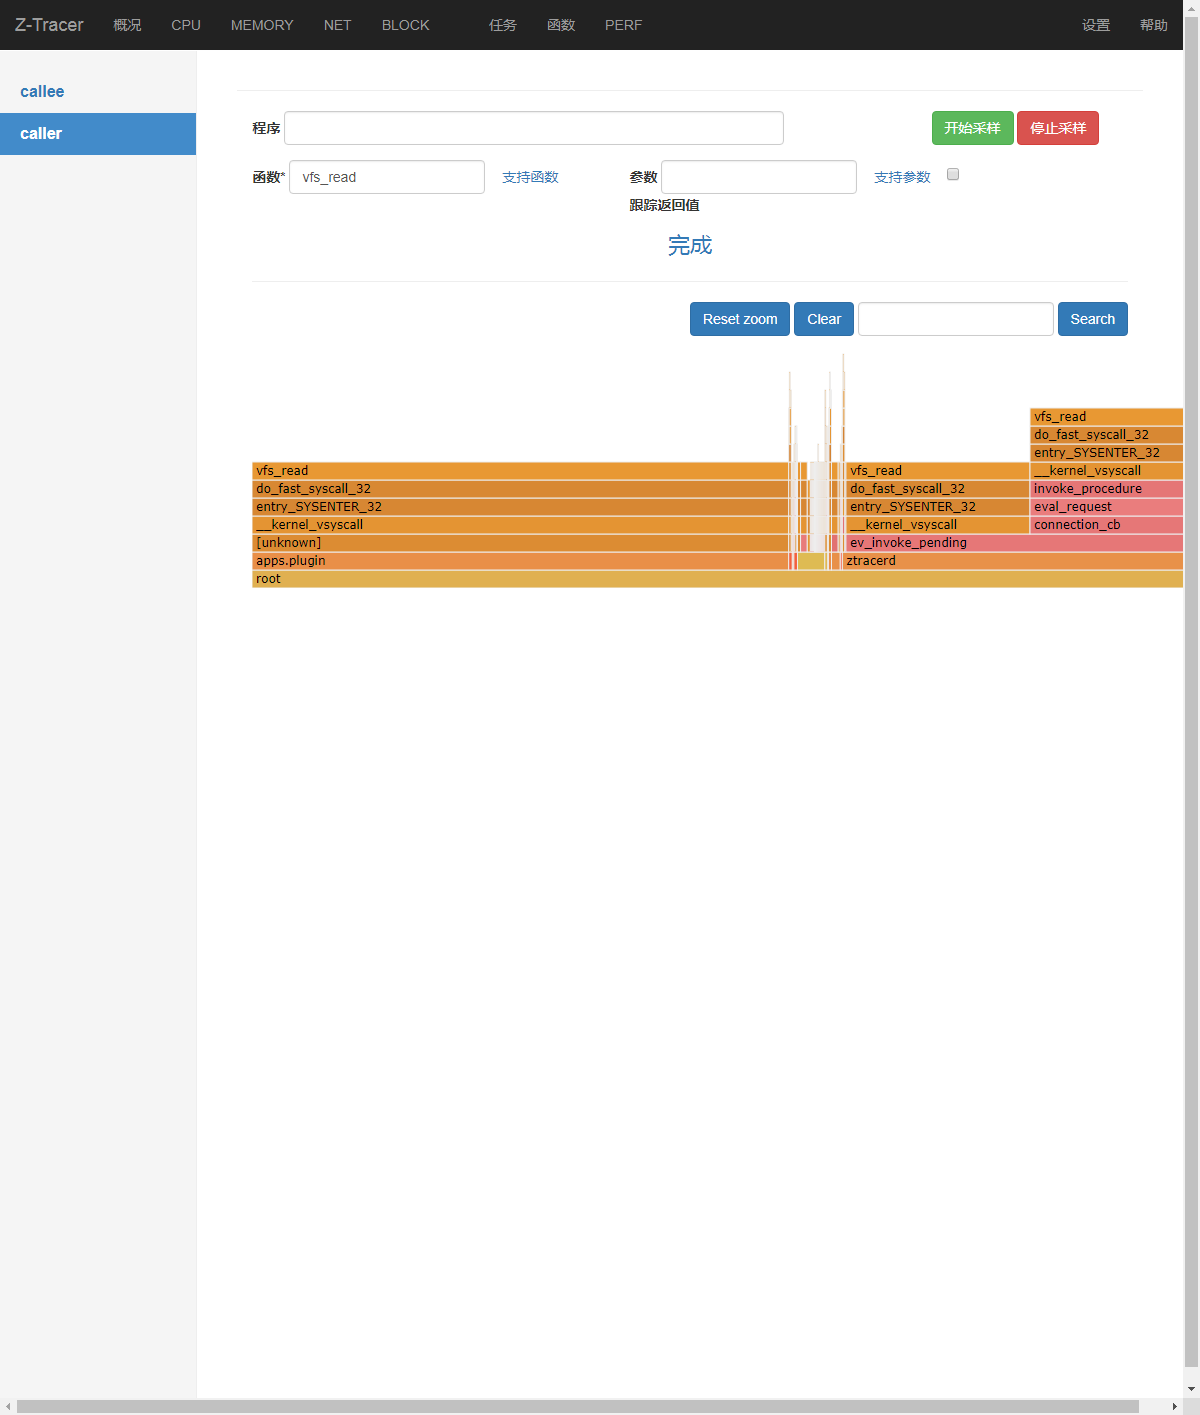 Z-Tracer 概况 CPU MEMORY NET BLOCK 任务 函数 PERF 设置 帮助
callee
caller
程序 开始采样 停止采样
函数* vfs_read 支持函数 参数 支持参数
跟踪返回值
完成
Reset zoom Clear Search
vfs_read
do_fast_syscall_32
entry_SYSENTER_32
vfs_read vfs_read __kernel_vsyscall
do_fast_syscall_32 do_fast_syscall_32 invoke_procedure
entry_SYSENTER_32 entry_SYSENTER_32 eval_request
__kernel_vsyscall __kernel_vsyscall connection_cb
[unknown] ev_invoke_pending
apps.plugin ztracerd
root